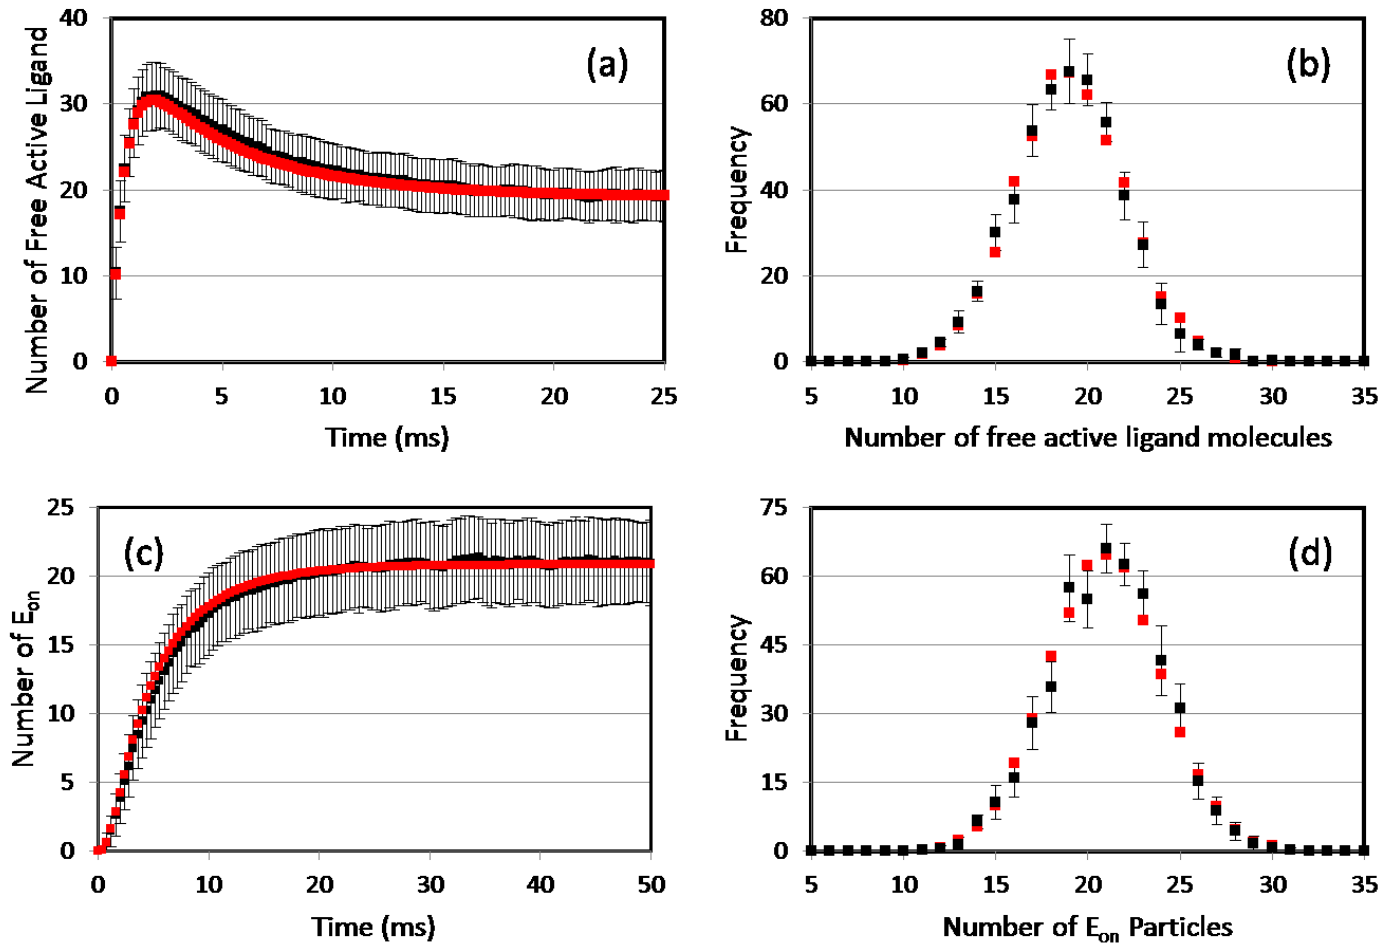 (a)
Number of Free Active Ligand
40
30
20
10
0
0 5 10 15 20 25
Time (ms)
(b)
Frequency
80
60
40
20
0
5 10 15 20 25 30 35
Number of free active ligand molecules
(c)
Number of Eon
25
20
15
10
5
0
0 10 20 30 40 50
Time (ms)
(d)
Frequency
75
60
45
30
15
0
5 10 15 20 25 30 35
Number of Eon Particles